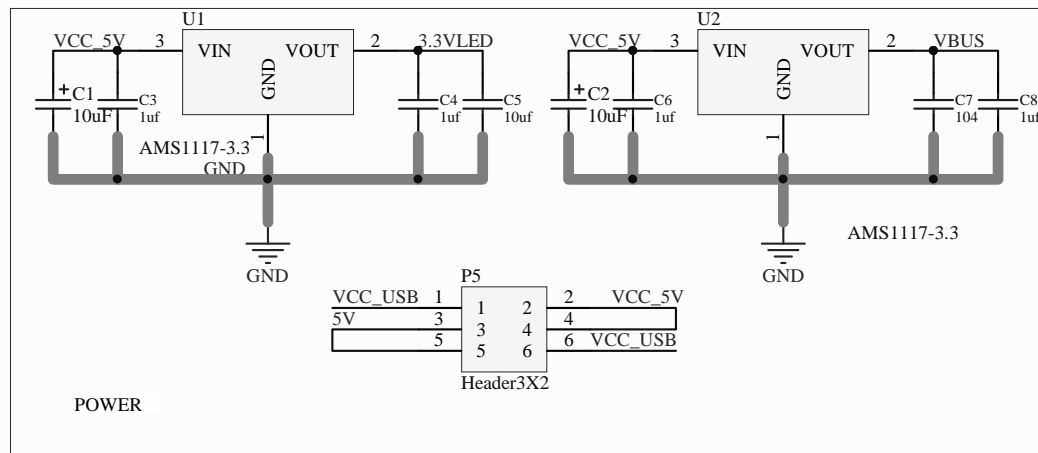 U1
VCC_5V
3
VIN
VOUT
GND
2
3.3VLED
1
+
C1
10uF
C3
1uf
C4
1uf
C5
10uf
AMS1117-3.3
GND
GND
U2
VCC_5V
3
VIN
VOUT
GND
2
VBUS
1
+
C2
10uF
C6
1uf
C7
104
C8
1uf
AMS1117-3.3
GND
P5
VCC_USB 1 1 2 2 VCC_5V
5V 3 3 4 4
5 5 6 6 VCC_USB
Header3X2
POWER